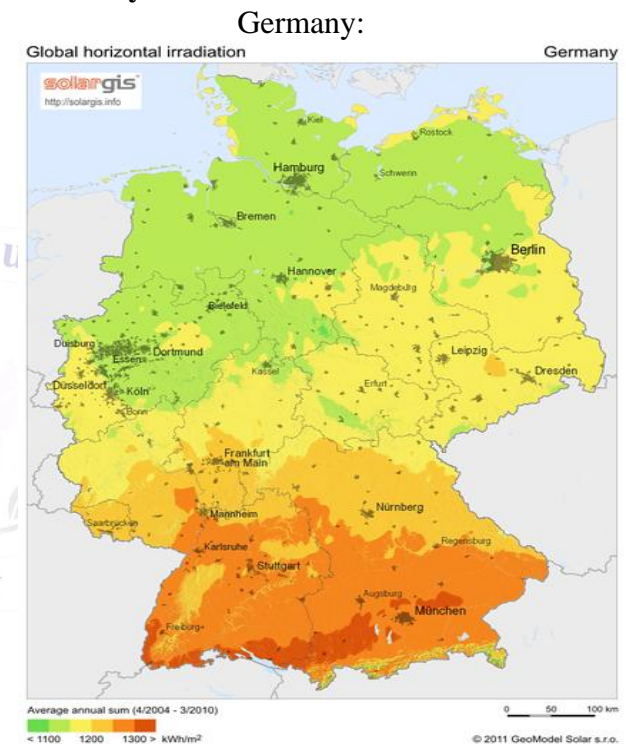 Germany:
Global horizontal irradiation Germany
solargis
http://solargis.info
Kiel
Rostock
Hamburg
Schwerin
Bremen
Berlin
Hannover
Magdeburg
Bielefeld
Duisburg
Essen
Dortmund
Leipzig
Kassel
Dresden
Düsseldorf
Köln
Erfurt
Bonn
Frankfurt
am Main
Nürnberg
Mannheim
Saarbrücken
Regensburg
Karlsruhe
Stuttgart
Augsburg
München
Freiburg
Average annual sum (4/2004 - 3/2010)
0 50 100 km
< 1100 1200 1300 > kWh/m²
© 2011 GeoModel Solar s.r.o.